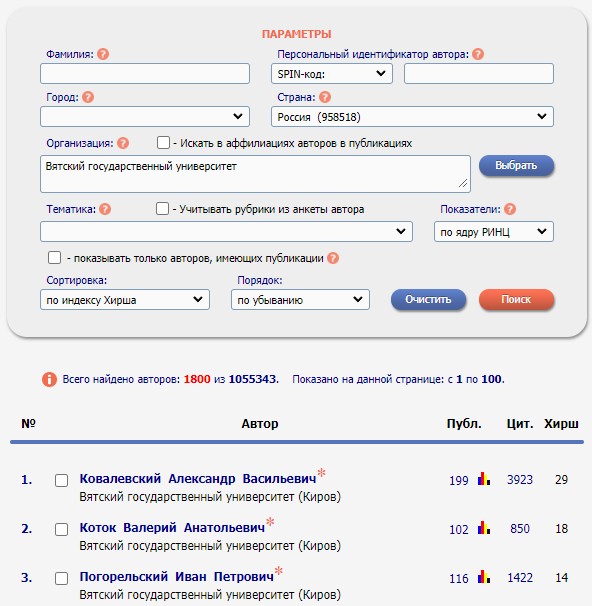 ПАРАМЕТРЫ
Фамилия: ? Персональный идентификатор автора: ?
SPIN-код:
Город: ? Страна: ?
Россия (958518)
Организация: ? - Искать в аффилиациях авторов в публикациях
Вятский государственный университет Выбрать
Тематика: ? - Учитывать рубрики из анкеты автора Показатели: ?
по ядру РИНЦ
- показывать только авторов, имеющих публикации ?
Сортировка: Порядок:
по индексу Хирша по убыванию Очистить Поиск
i Всего найдено авторов: 1800 из 1055343. Показано на данной странице: с 1 по 100.
№ Автор Публ. Цит. Хирш
1. Ковалевский Александр Васильевич* 199 3923 29
Вятский государственный университет (Киров)
2. Коток Валерий Анатольевич* 102 850 18
Вятский государственный университет (Киров)
3. Погорельский Иван Петрович* 116 1422 14
Вятский государственный университет (Киров)